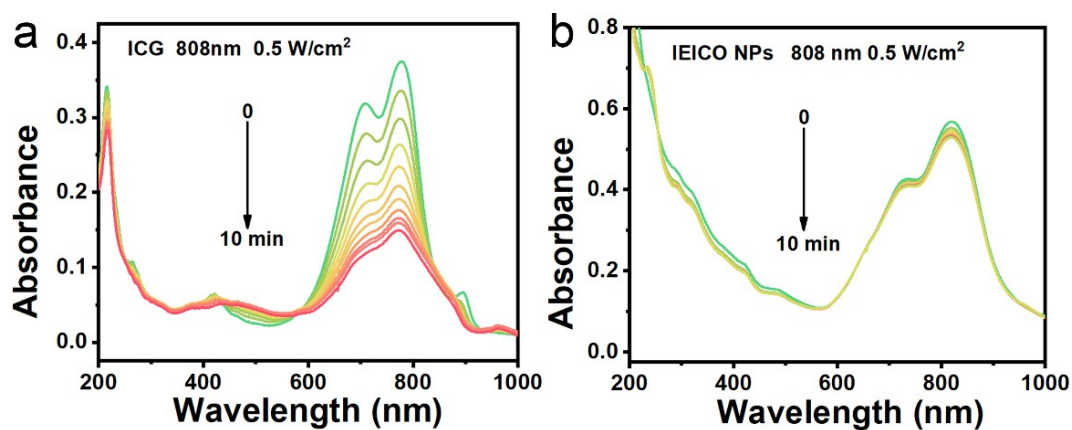 a
ICG 808nm 0.5 W/cm²
0
10 min
0.4
0.3
0.2
0.1
0.0
Absorbance
200 400 600 800 1000
Wavelength (nm)
b
IEICO NPs 808 nm 0.5 W/cm²
0
10 min
0.8
0.6
0.4
0.2
0.0
Absorbance
200 400 600 800 1000
Wavelength (nm)